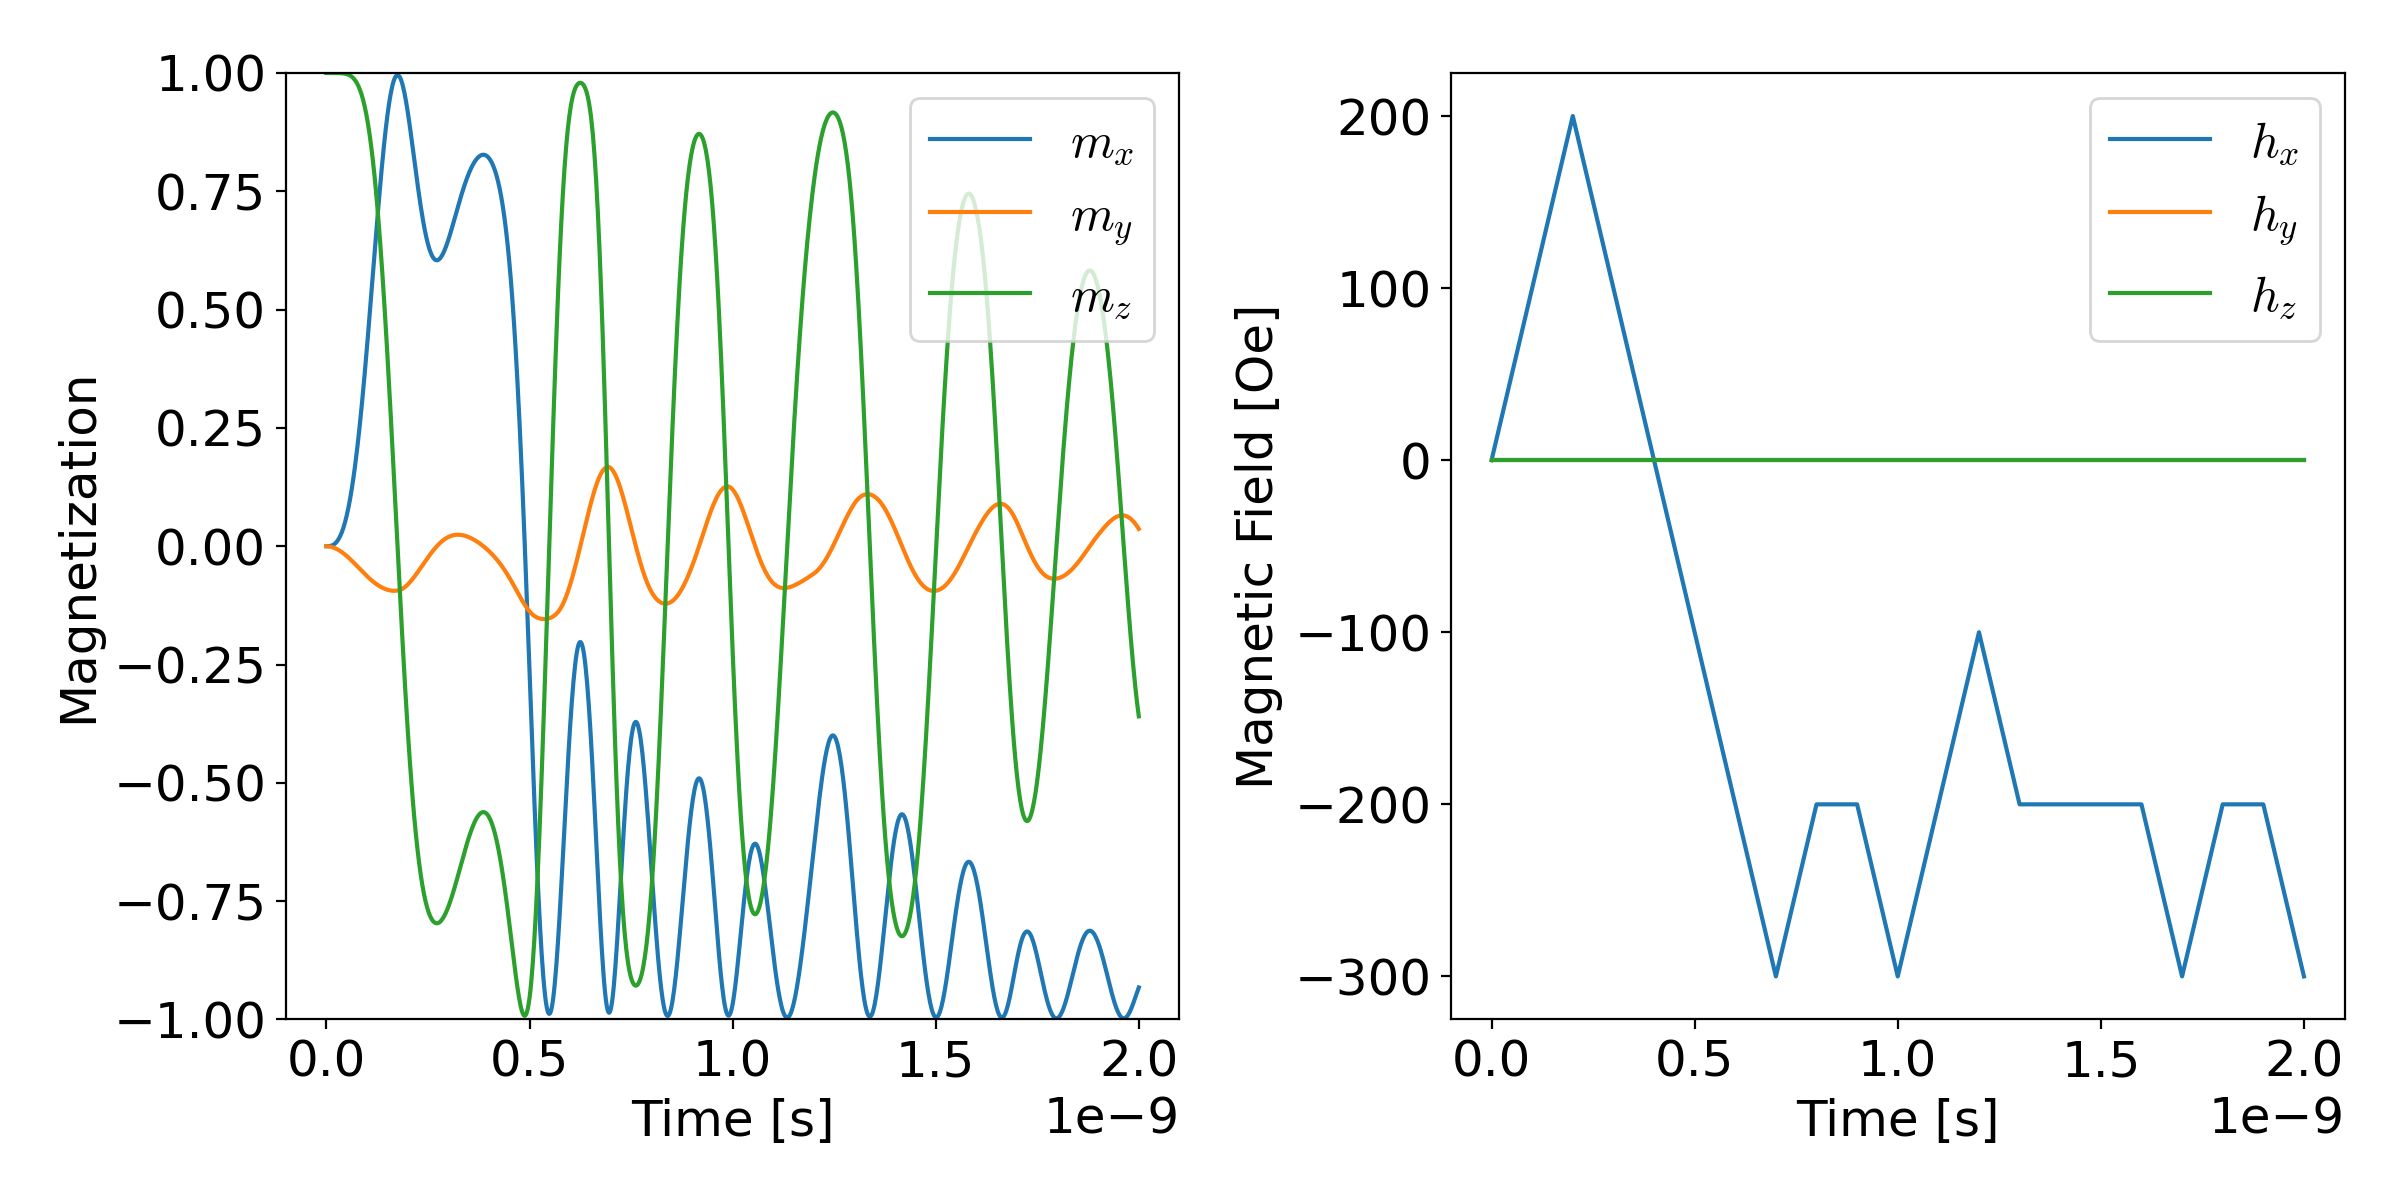 1.00
0.75
0.50
0.25
0.00
−0.25
−0.50
−0.75
−1.00
Magnetization
0.0 0.5 1.0 1.5 2.0
Time [s]
1e−9
m_x
m_y
m_z
200
100
0
−100
−200
−300
Magnetic Field [Oe]
0.0 0.5 1.0 1.5 2.0
Time [s]
1e−9
h_x
h_y
h_z